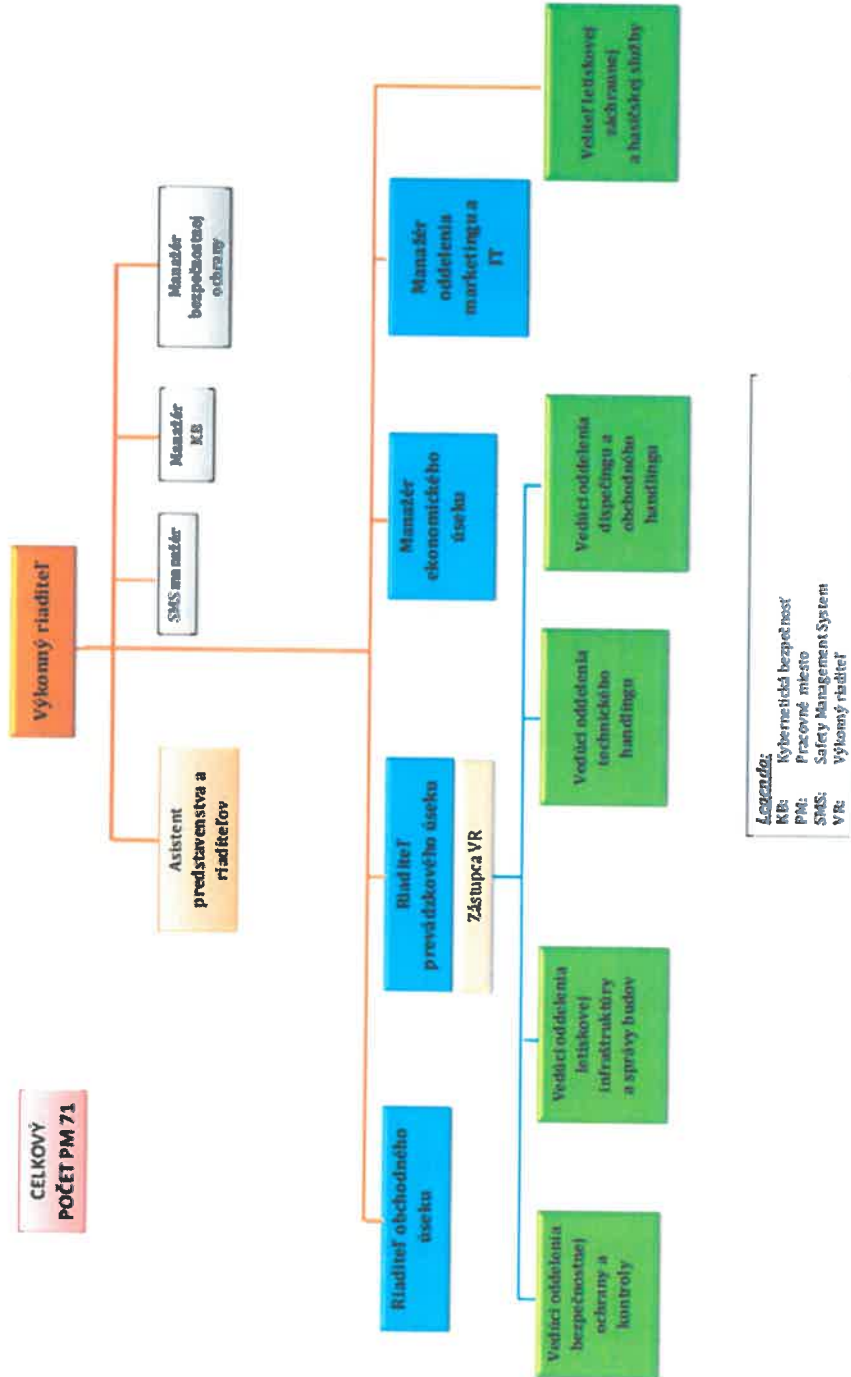 CELKOVÝ
POČET PM 71
Výkonný riaditeľ
Asistent
predstavenstva a
riaditeľov
SMS manažér
Manažér
KB
Manažér
bezpečnostnej
ochrany
Riaditeľ obchodného
úseku
Riaditeľ
prevádzkového úseku
Zástupca VR
Manažér
ekonomického
úseku
Manažér
oddelenia
marketingu a
IT
Vedúci oddelenia
bezpečnostnej
ochrany a
kontroly
Vedúci oddelenia
letiskovej
infraštruktúry
a správy budov
Vedúci oddelenia
technického
handlingu
Vedúci oddelenia
dispečingu a
obchodného
handlingu
Veliteľ letiskovej
záchrannej
a hasičskej služby
Legenda:
KB: Kybernetická bezpečnosť
PM: Pracovné miesto
SMS: Safety Management System
VR: Výkonný riaditeľ